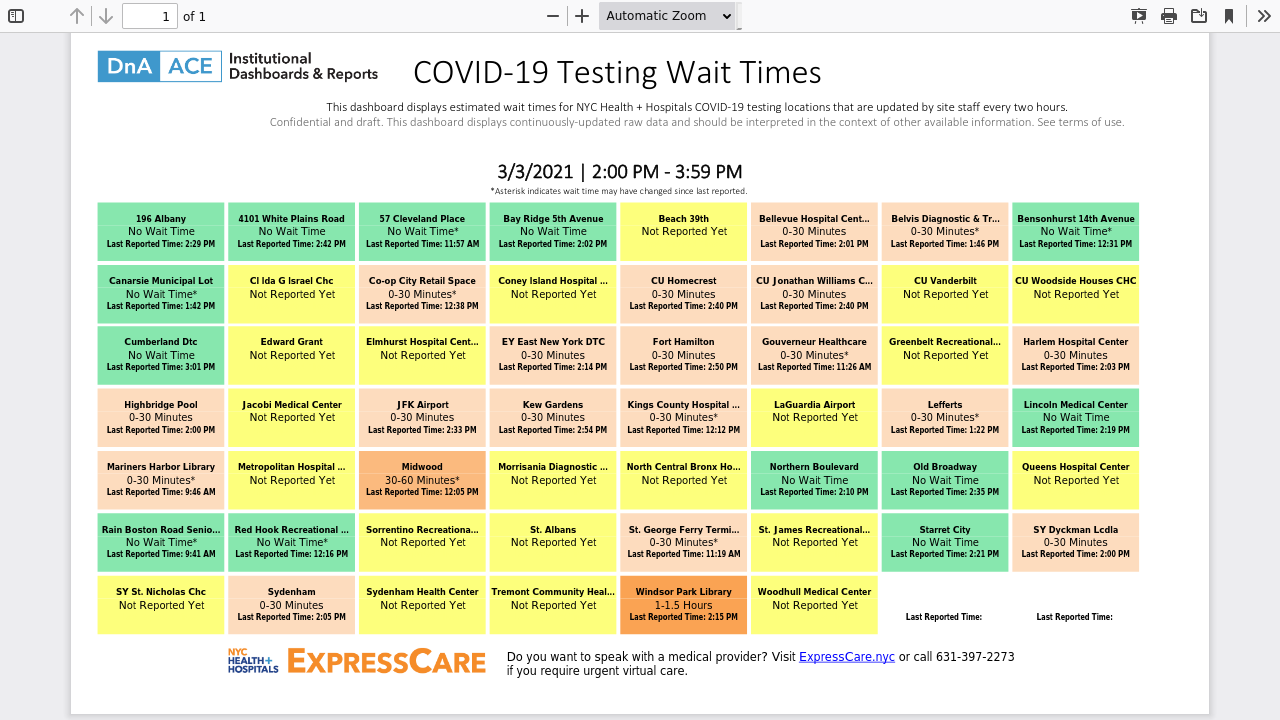 1 of 1
Automatic Zoom
DnA ACE Institutional
Dashboards & Reports
COVID-19 Testing Wait Times
This dashboard displays estimated wait times for NYC Health + Hospitals COVID-19 testing locations that are updated by site staff every two hours.
Confidential and draft. This dashboard displays continuously-updated raw data and should be interpreted in the context of other available information. See terms of use.
3/3/2021 | 2:00 PM - 3:59 PM
*Asterisk indicates wait time may have changed since last reported.
196 Albany
No Wait Time
Last Reported Time: 2:29 PM
4101 White Plains Road
No Wait Time
Last Reported Time: 2:42 PM
57 Cleveland Place
No Wait Time*
Last Reported Time: 11:57 AM
Bay Ridge 5th Avenue
No Wait Time
Last Reported Time: 2:02 PM
Beach 39th
Not Reported Yet
Bellevue Hospital Cent...
0-30 Minutes
Last Reported Time: 2:01 PM
Belvis Diagnostic & Tr...
0-30 Minutes*
Last Reported Time: 1:46 PM
Bensonhurst 14th Avenue
No Wait Time*
Last Reported Time: 12:31 PM
Canarsie Municipal Lot
No Wait Time*
Last Reported Time: 1:42 PM
Cl Ida G Israel Chc
Not Reported Yet
Co-op City Retail Space
0-30 Minutes*
Last Reported Time: 12:38 PM
Coney Island Hospital ...
Not Reported Yet
CU Homecrest
0-30 Minutes
Last Reported Time: 2:40 PM
CU Jonathan Williams C...
0-30 Minutes
Last Reported Time: 2:40 PM
CU Vanderbilt
Not Reported Yet
CU Woodside Houses CHC
Not Reported Yet
Cumberland Dtc
No Wait Time
Last Reported Time: 3:01 PM
Edward Grant
Not Reported Yet
Elmhurst Hospital Cent...
Not Reported Yet
EY East New York DTC
0-30 Minutes
Last Reported Time: 2:14 PM
Fort Hamilton
0-30 Minutes
Last Reported Time: 2:50 PM
Gouverneur Healthcare
0-30 Minutes*
Last Reported Time: 11:26 AM
Greenbelt Recreational...
Not Reported Yet
Harlem Hospital Center
0-30 Minutes
Last Reported Time: 2:03 PM
Highbridge Pool
0-30 Minutes
Last Reported Time: 2:00 PM
Jacobi Medical Center
Not Reported Yet
JFK Airport
0-30 Minutes
Last Reported Time: 2:33 PM
Kew Gardens
0-30 Minutes
Last Reported Time: 2:54 PM
Kings County Hospital ...
0-30 Minutes*
Last Reported Time: 12:12 PM
LaGuardia Airport
Not Reported Yet
Lefferts
0-30 Minutes*
Last Reported Time: 1:22 PM
Lincoln Medical Center
No Wait Time
Last Reported Time: 2:19 PM
Mariners Harbor Library
0-30 Minutes*
Last Reported Time: 9:46 AM
Metropolitan Hospital ...
Not Reported Yet
Midwood
30-60 Minutes*
Last Reported Time: 12:05 PM
Morrisania Diagnostic ...
Not Reported Yet
North Central Bronx Ho...
Not Reported Yet
Northern Boulevard
No Wait Time
Last Reported Time: 2:10 PM
Old Broadway
No Wait Time
Last Reported Time: 2:35 PM
Queens Hospital Center
Not Reported Yet
Rain Boston Road Senio...
No Wait Time*
Last Reported Time: 9:41 AM
Red Hook Recreational ...
No Wait Time*
Last Reported Time: 12:16 PM
Sorrentino Recreationa...
Not Reported Yet
St. Albans
Not Reported Yet
St. George Ferry Termi...
0-30 Minutes*
Last Reported Time: 11:19 AM
St. James Recreational...
Not Reported Yet
Starret City
No Wait Time
Last Reported Time: 2:21 PM
SY Dyckman Lcdla
0-30 Minutes
Last Reported Time: 2:00 PM
SY St. Nicholas Chc
Not Reported Yet
Sydenham
0-30 Minutes
Last Reported Time: 2:05 PM
Sydenham Health Center
Not Reported Yet
Tremont Community Heal...
Not Reported Yet
Windsor Park Library
1-1.5 Hours
Last Reported Time: 2:15 PM
Woodhull Medical Center
Not Reported Yet
Last Reported Time:
Last Reported Time:
NYC
HEALTH+
HOSPITALS
EXPRESSCARE
Do you want to speak with a medical provider? Visit ExpressCare.nyc or call 631-397-2273
if you require urgent virtual care.